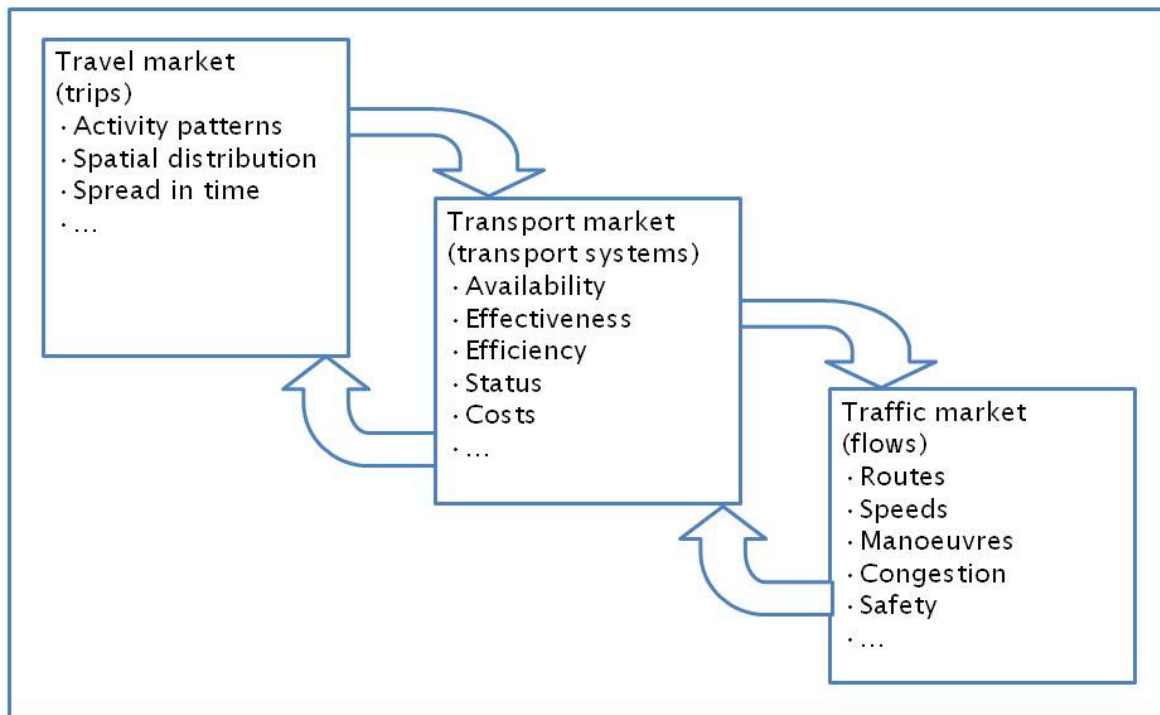 Travel market
(trips)
· Activity patterns
· Spatial distribution
· Spread in time
· ...
Transport market
(transport systems)
· Availability
· Effectiveness
· Efficiency
· Status
· Costs
· ...
Traffic market
(flows)
· Routes
· Speeds
· Manoeuvres
· Congestion
· Safety
· ...